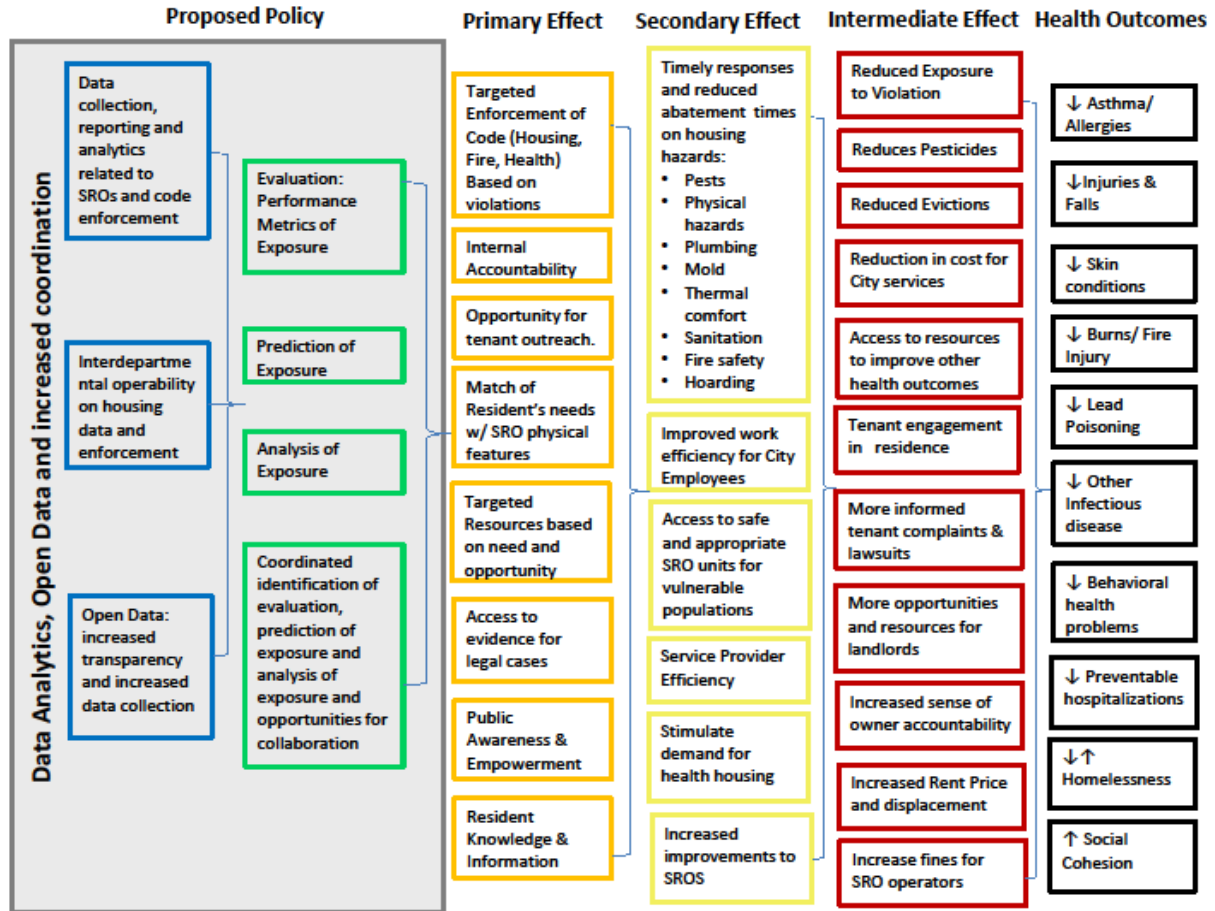 Proposed Policy
Primary Effect
Secondary Effect
Intermediate Effect
Health Outcomes
Data Analytics, Open Data and increased coordination
Data
collection,
reporting and
analytics
related to
SROs and code
enforcement
Interdepartme
ntal operability
on housing
data and
enforcement
Open Data:
increased
transparency
and increased
data collection
Evaluation:
Performance
Metrics of
Exposure
Prediction of
Exposure
Analysis of
Exposure
Coordinated
identification of
evaluation,
prediction of
exposure and
analysis of
exposure and
opportunities for
collaboration
Targeted
Enforcement of
Code (Housing,
Fire, Health)
Based on
violations
Internal
Accountability
Opportunity for
tenant outreach.
Match of
Resident's needs
w/ SRO physical
features
Targeted
Resources based
on need and
opportunity
Access to
evidence for
legal cases
Public
Awareness &
Empowerment
Resident
Knowledge &
Information
Timely responses
and reduced
abatement times
on housing
hazards:
• Pests
• Physical
hazards
• Plumbing
• Mold
• Thermal
comfort
• Sanitation
• Fire safety
• Hoarding
Improved work
efficiency for City
Employees
Access to safe
and appropriate
SRO units for
vulnerable
populations
Service Provider
Efficiency
Stimulate
demand for
health housing
Increased
improvements to
SROS
Reduced Exposure
to Violation
Reduces Pesticides
Reduced Evictions
Reduction in cost for
City services
Access to resources
to improve other
health outcomes
Tenant engagement
in residence
More informed
tenant complaints &
lawsuits
More opportunities
and resources for
landlords
Increased sense of
owner accountability
Increased Rent Price
and displacement
Increase fines for
SRO operators
↓ Asthma/
Allergies
↓Injuries &
Falls
↓ Skin
conditions
↓ Burns/ Fire
Injury
↓ Lead
Poisoning
↓ Other
Infectious
disease
↓ Behavioral
health
problems
↓ Preventable
hospitalizations
↓↑
Homelessness
↑ Social
Cohesion